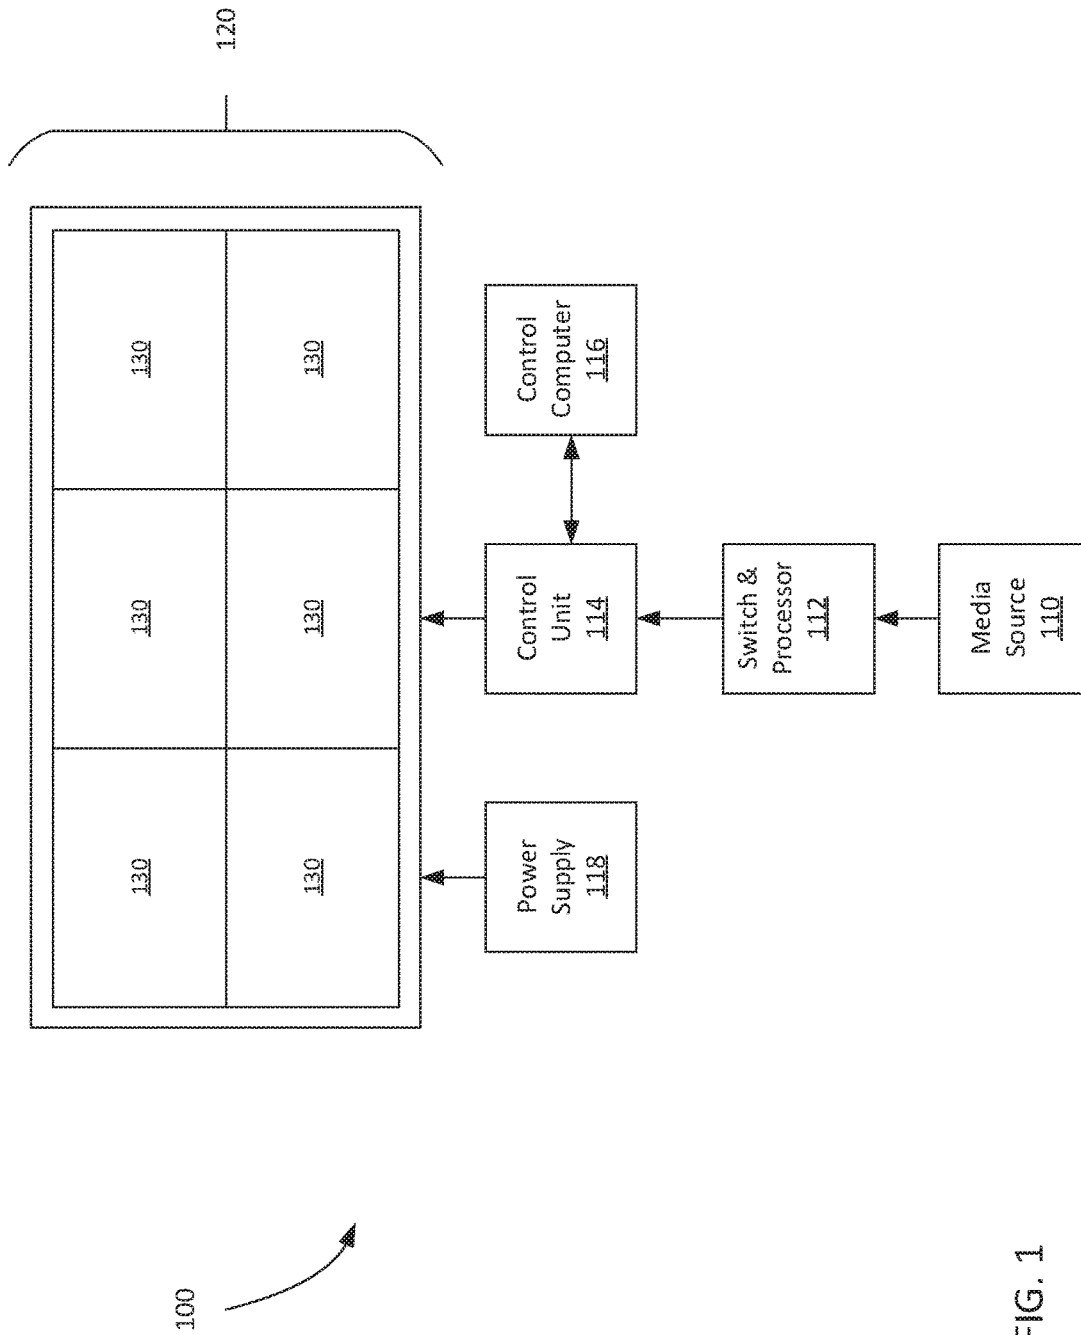 100
120
130
130
130
130
130
130
Power
Supply
118
Control
Unit
114
Control
Computer
116
Switch &
Processor
112
Media
Source
110
FIG. 1